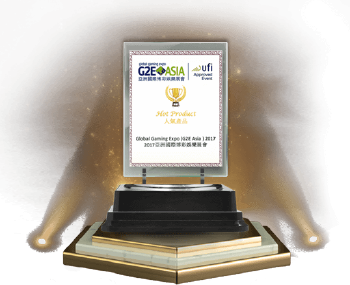 global gaming expo
G2E ASIA
亞洲國際博彩娛樂展會
ufi
Approved
Event
Hot Product
人氣產品
Global Gaming Expo (G2E Asia ) 2017
2017亞洲國際博彩娛樂展會